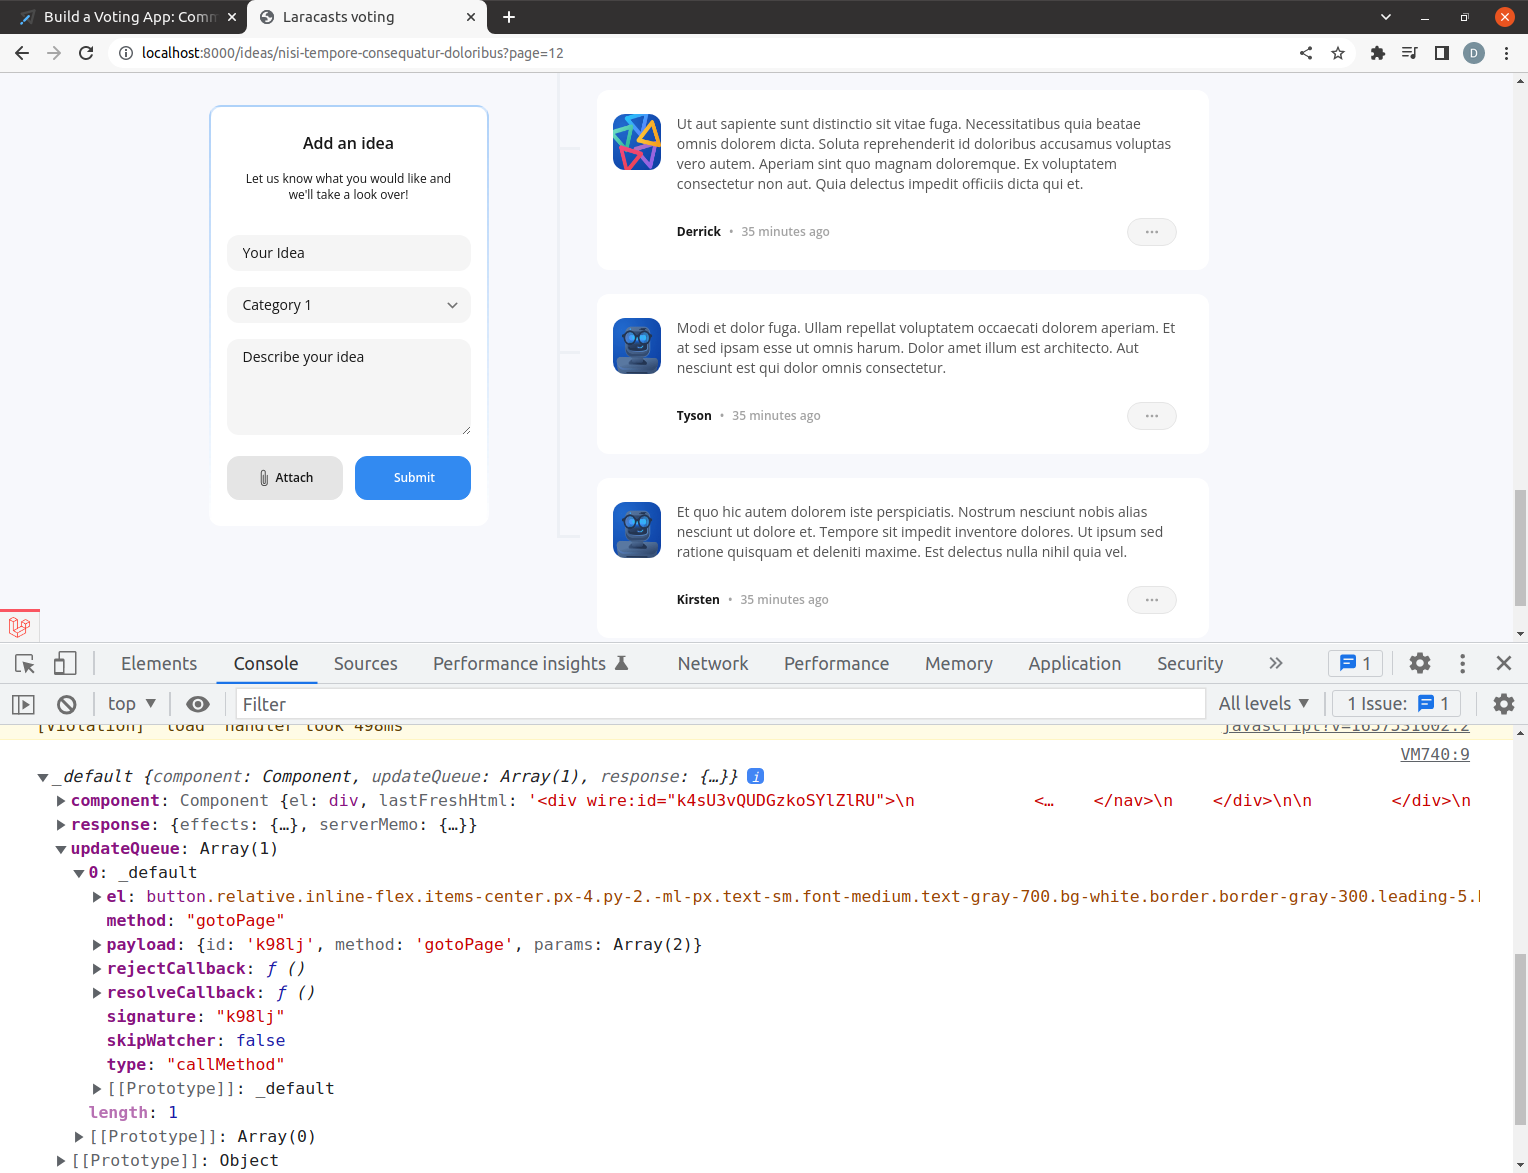 Build a Voting App: Comm
Laracasts voting
localhost:8000/ideas/nisi-tempore-consequatur-doloribus?page=12
D
Add an idea
Let us know what you would like and
we'll take a look over!
Your Idea
Category 1
Describe your idea
Attach
Submit
Ut aut sapiente sunt distinctio sit vitae fuga. Necessitatibus quia beatae
omnis dolorem dicta. Soluta reprehenderit id doloribus accusamus voluptas
vero autem. Aperiam sint quo magnam doloremque. Ex voluptatem
consectetur non aut. Quia delectus impedit officiis dicta qui et.
Derrick • 35 minutes ago
Modi et dolor fuga. Ullam repellat voluptatem occaecati dolorem aperiam. Et
at sed ipsam esse ut omnis harum. Dolor amet illum est architecto. Aut
nesciunt est qui dolor omnis consectetur.
Tyson • 35 minutes ago
Et quo hic autem dolorem iste perspiciatis. Nostrum nesciunt nobis alias
nesciunt ut dolore et. Tempore sit impedit inventore dolores. Ut ipsum sed
ratione quisquam et deleniti maxime. Est delectus nulla nihil quia vel.
Kirsten • 35 minutes ago
Elements Console Sources Performance insights Network Performance Memory Application Security » 1
top Filter All levels 1 Issue: 1
[Violation] 'load' handler took 498ms javascript?v=1657531602:2
VM740:9
_default {component: Component, updateQueue: Array(1), response: {…}} i
component: Component {el: div, lastFreshHtml: '<div wire:id="k4sU3vQUDGzkoSYlZlRU">\n <… </nav>\n </div>\n\n </div>\n
response: {effects: {…}, serverMemo: {…}}
updateQueue: Array(1)
0: _default
el: button.relative.inline-flex.items-center.px-4.py-2.-ml-px.text-sm.font-medium.text-gray-700.bg-white.border.border-gray-300.leading-5.
method: "gotoPage"
payload: {id: 'k98lj', method: 'gotoPage', params: Array(2)}
rejectCallback: ƒ ()
resolveCallback: ƒ ()
signature: "k98lj"
skipWatcher: false
type: "callMethod"
[[Prototype]]: _default
length: 1
[[Prototype]]: Array(0)
[[Prototype]]: Object